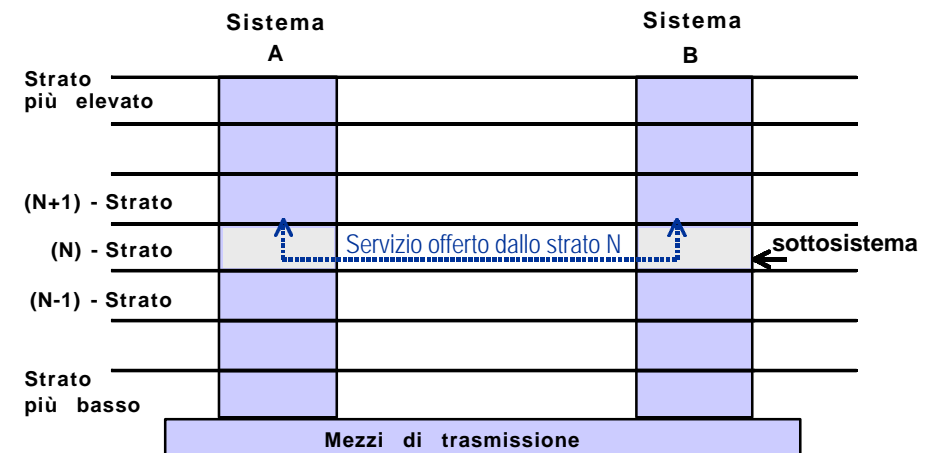 Sistema
A
Sistema
B
Strato
più elevato
(N+1) - Strato
(N) - Strato
Servizio offerto dallo strato N
sottosistema
(N-1) - Strato
Strato
più basso
Mezzi di trasmissione